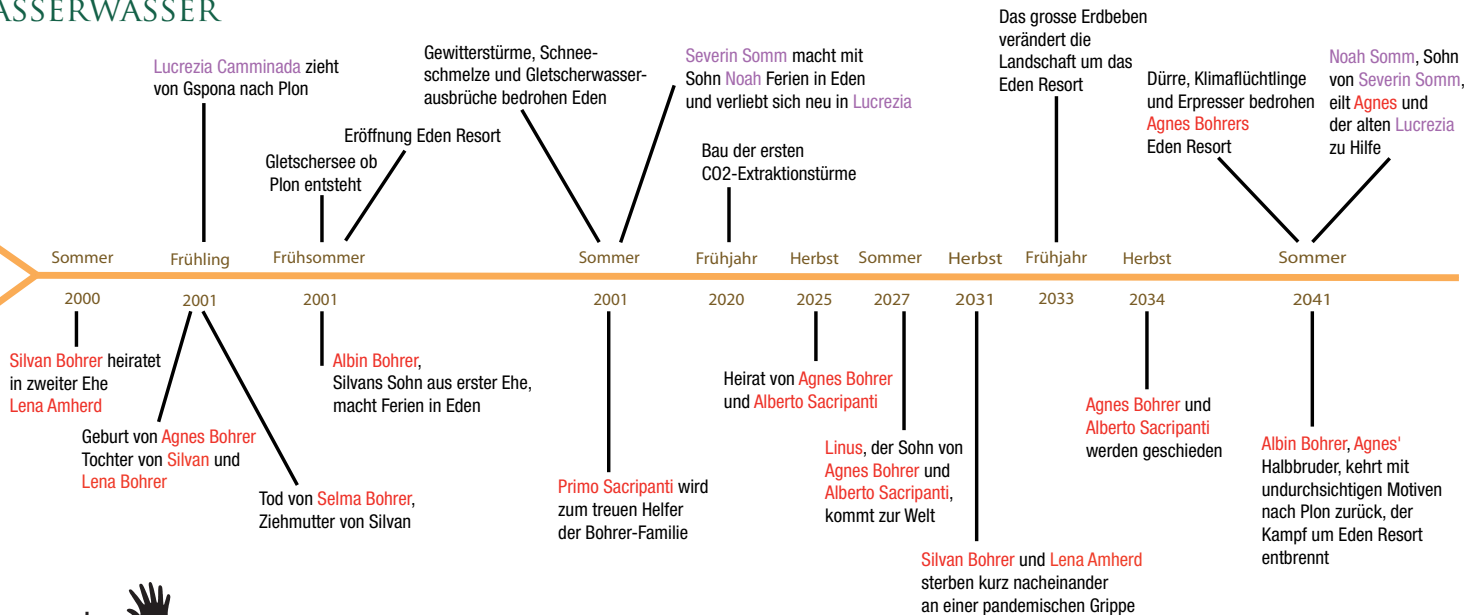 ASSERWASSER
Lucrezia Camminada zieht
von Gspona nach Plon
Gletschersee ob
Plon entsteht
Eröffnung Eden Resort
Gewitterstürme, Schnee-
schmelze und Gletscherwasser-
ausbrüche bedrohen Eden
Severin Somm macht mit
Sohn Noah Ferien in Eden
und verliebt sich neu in Lucrezia
Bau der ersten
CO2-Extraktionstürme
Das grosse Erdbeben
verändert die
Landschaft um das
Eden Resort
Dürre, Klimaflüchtlinge
und Erpresser bedrohen
Agnes Bohrers
Eden Resort
Noah Somm, Sohn
von Severin Somm,
eilt Agnes und
der alten Lucrezia
zu Hilfe
Sommer
Frühling
Frühsommer
Sommer
Frühjahr
Herbst
Sommer
Herbst
Frühjahr
Herbst
Sommer
2000
2001
2001
2001
2020
2025
2027
2031
2033
2034
2041
Silvan Bohrer heiratet
in zweiter Ehe
Lena Amherd
Geburt von Agnes Bohrer
Tochter von Silvan und
Lena Bohrer
Tod von Selma Bohrer,
Ziehmutter von Silvan
Albin Bohrer,
Silvans Sohn aus erster Ehe,
macht Ferien in Eden
Primo Sacripanti wird
zum treuen Helfer
der Bohrer-Familie
Heirat von Agnes Bohrer
und Alberto Sacripanti
Linus, der Sohn von
Agnes Bohrer und
Alberto Sacripanti,
kommt zur Welt
Silvan Bohrer und Lena Amherd
sterben kurz nacheinander
an einer pandemischen Grippe
Agnes Bohrer und
Alberto Sacripanti
werden geschieden
Albin Bohrer, Agnes'
Halbbruder, kehrt mit
undurchsichtigen Motiven
nach Plon zurück, der
Kampf um Eden Resort
entbrennt